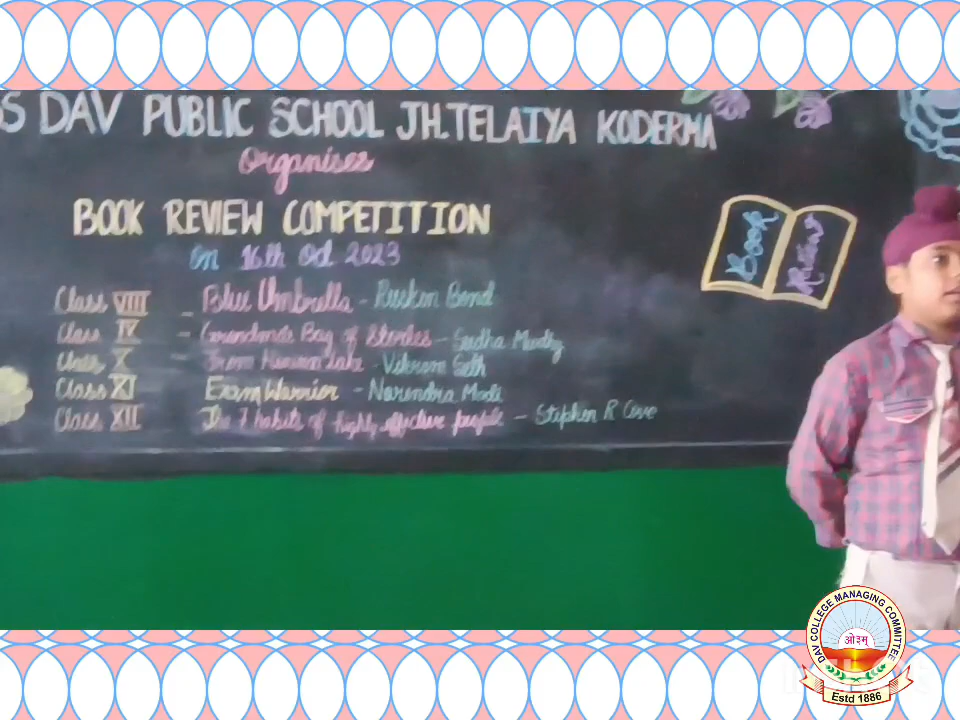 S DAV PUBLIC SCHOOL JH.TELAIYA KODERMA
Organises
BOOK REVIEW COMPETITION
On 16th Oct 2023
Class VIII - Blue Umbrella - Ruskin Bond
Class IX - Grandma's Bag of Stories - Sudha Murthy
Class X - From Heaven Lake - Vikram Seth
Class XI Exam Warrior - Narendra Modi
Class XII The 7 habits of highly effective people - Stephen R Cove
Book
Review
DAV COLLEGE MANAGING COMMITTEE
ओ३म्
Estd 1886